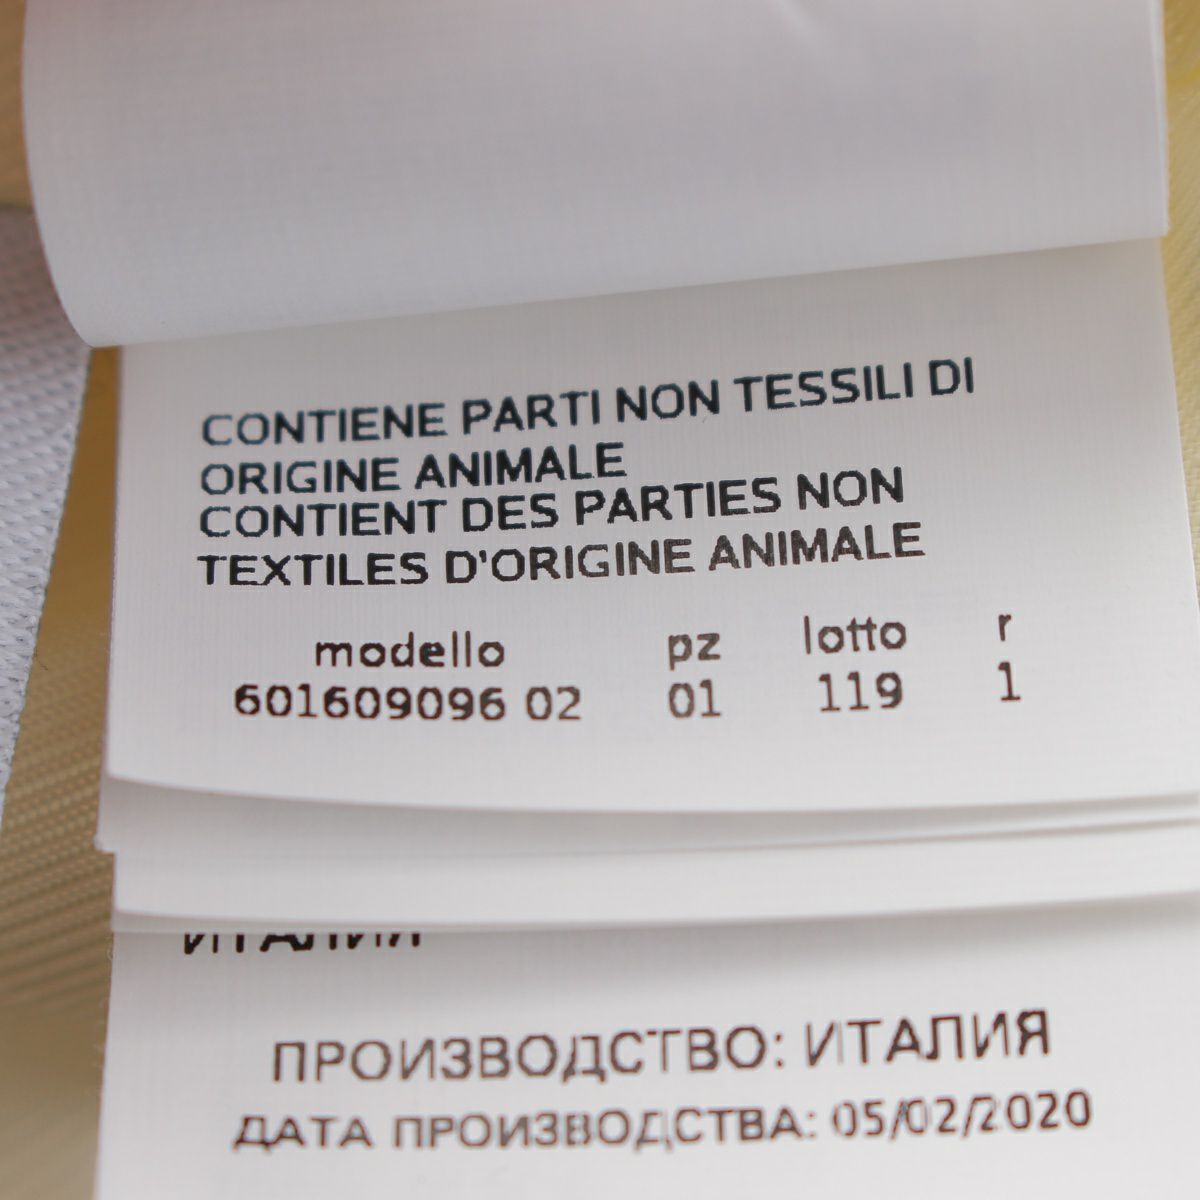 CONTIENE PARTI NON TESSILI DI
ORIGINE ANIMALE
CONTIENT DES PARTIES NON
TEXTILES D'ORIGINE ANIMALE
modello pz lotto r
601609096 02 01 119 1
ИТАЛИЯ
ПРОИЗВОДСТВО: ИТАЛИЯ
ДАТА ПРОИЗВОДСТВА: 05/02/2020